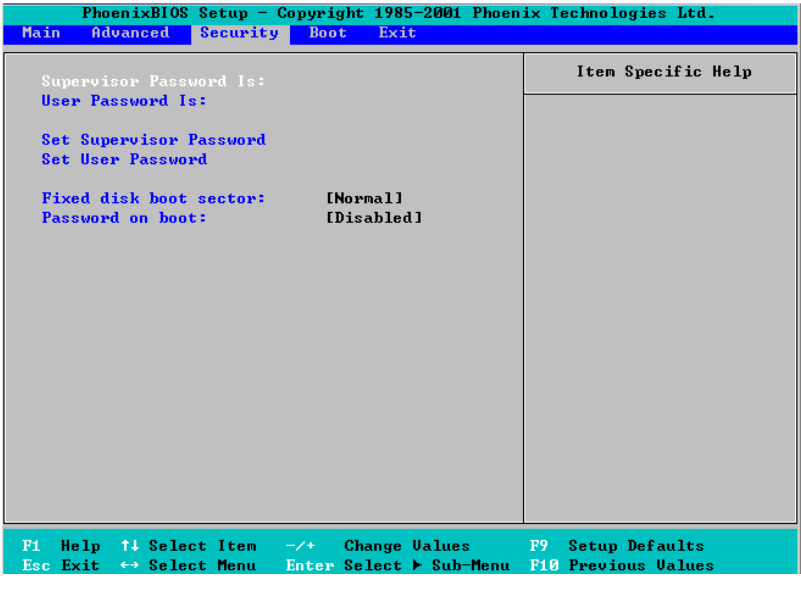 PhoenixBIOS Setup - Copyright 1985-2001 Phoenix Technologies Ltd.
Main Advanced Security Boot Exit
Supervisor Password Is:
User Password Is:
Set Supervisor Password
Set User Password
Fixed disk boot sector: [Normal]
Password on boot: [Disabled]
Item Specific Help
F1 Help ↑↓ Select Item -/+ Change Values F9 Setup Defaults
Esc Exit ↔ Select Menu Enter Select ▶ Sub-Menu F10 Previous Values